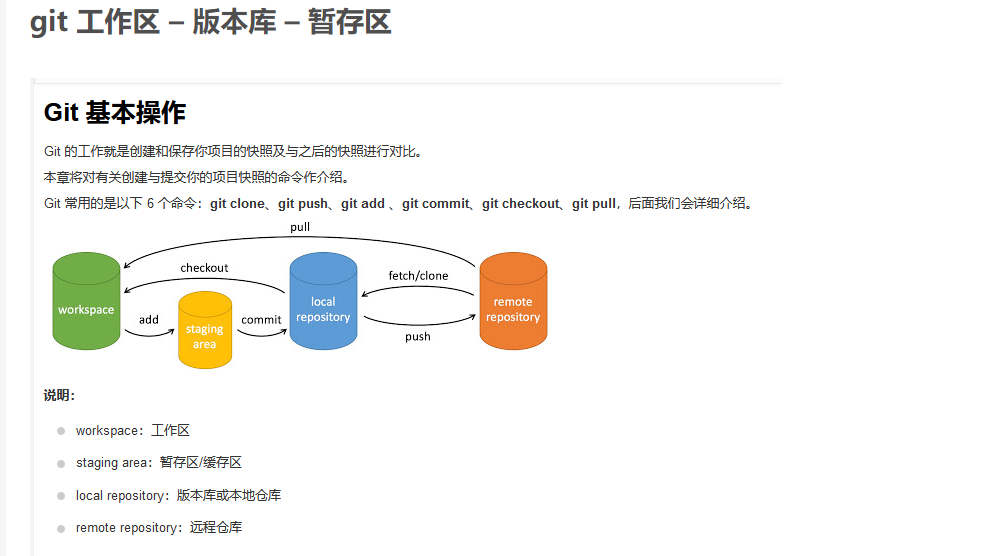 git 工作区 – 版本库 – 暂存区
Git 基本操作
Git 的工作就是创建和保存你项目的快照及与之后的快照进行对比。
本章将对有关创建与提交你的项目快照的命令作介绍。
Git 常用的是以下 6 个命令：git clone、git push、git add 、git commit、git checkout、git pull，后面我们会详细介绍。
pull
checkout
fetch/clone
workspace
add
staging
area
commit
local
repository
remote
repository
push
说明：
workspace：工作区
staging area：暂存区/缓存区
local repository：版本库或本地仓库
remote repository：远程仓库